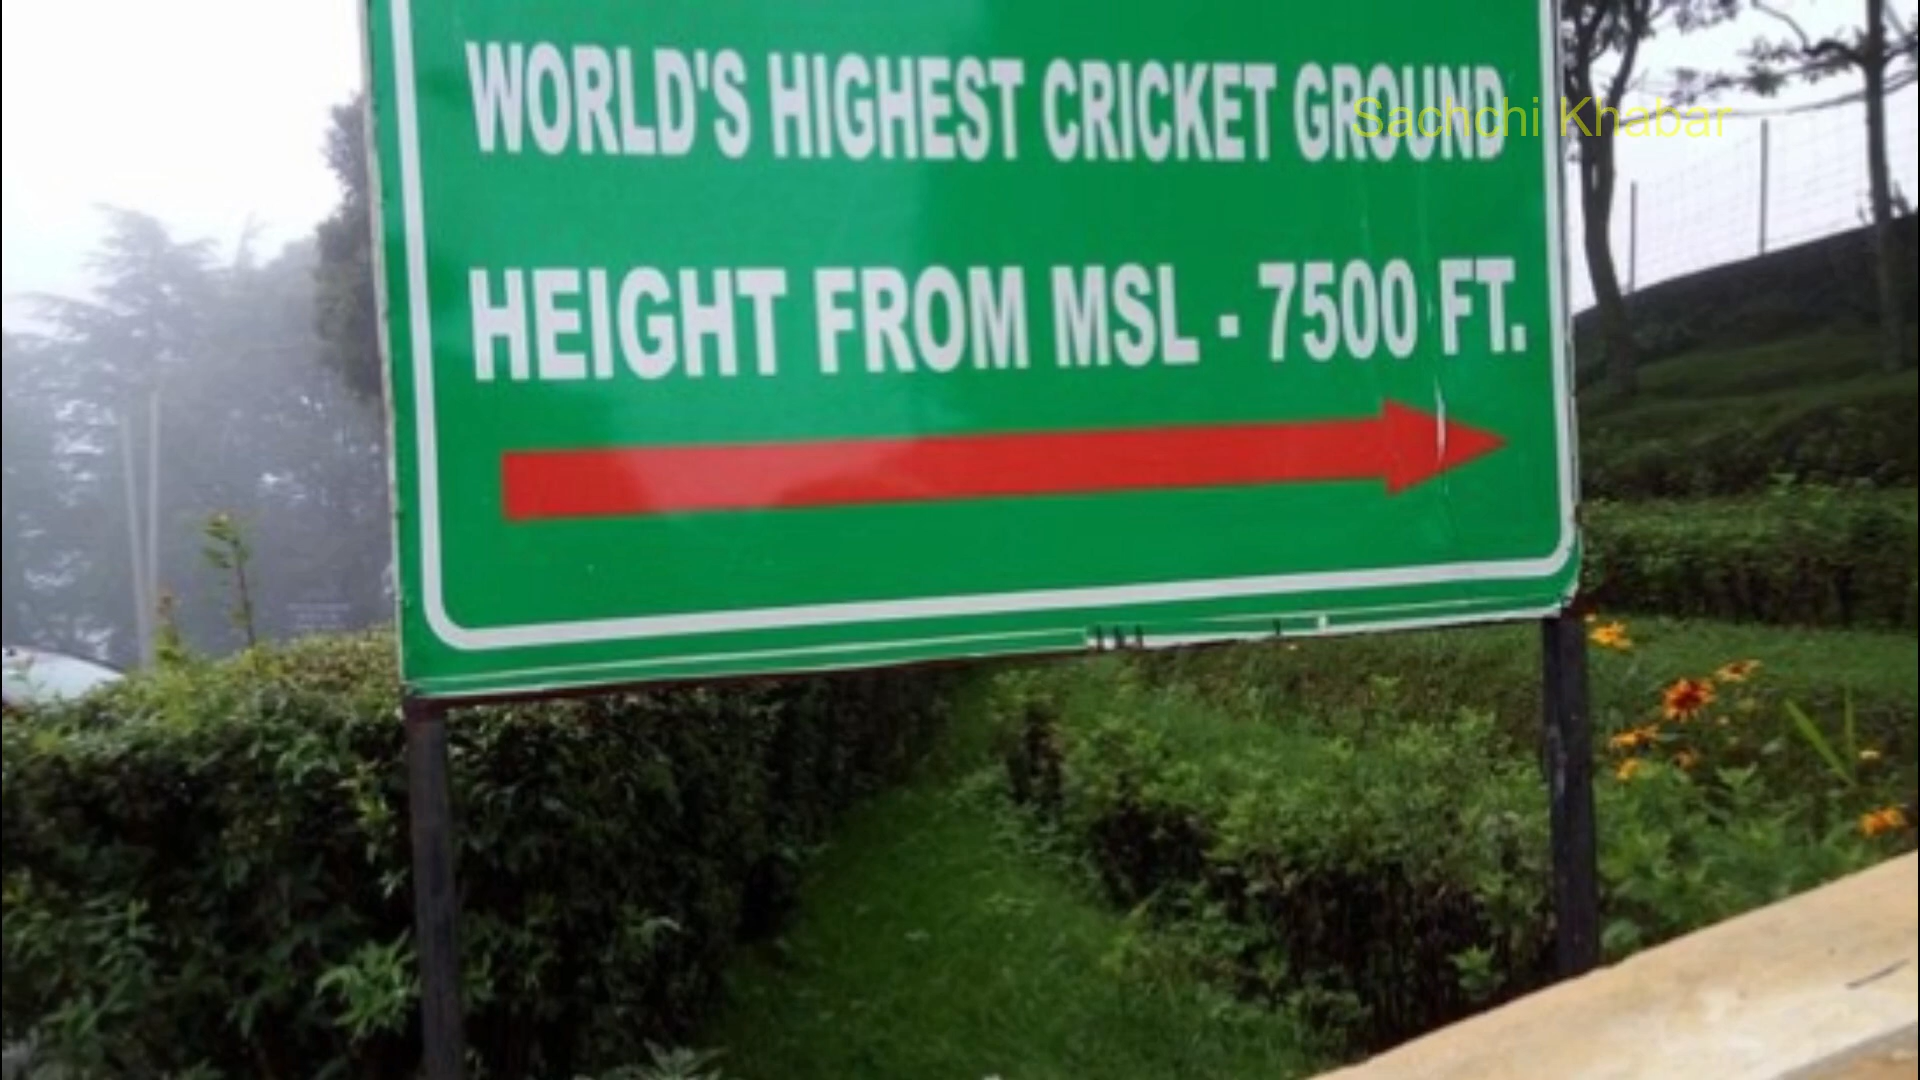 WORLD'S HIGHEST CRICKET GROUND
Sachchi Khabar
HEIGHT FROM MSL - 7500 FT.